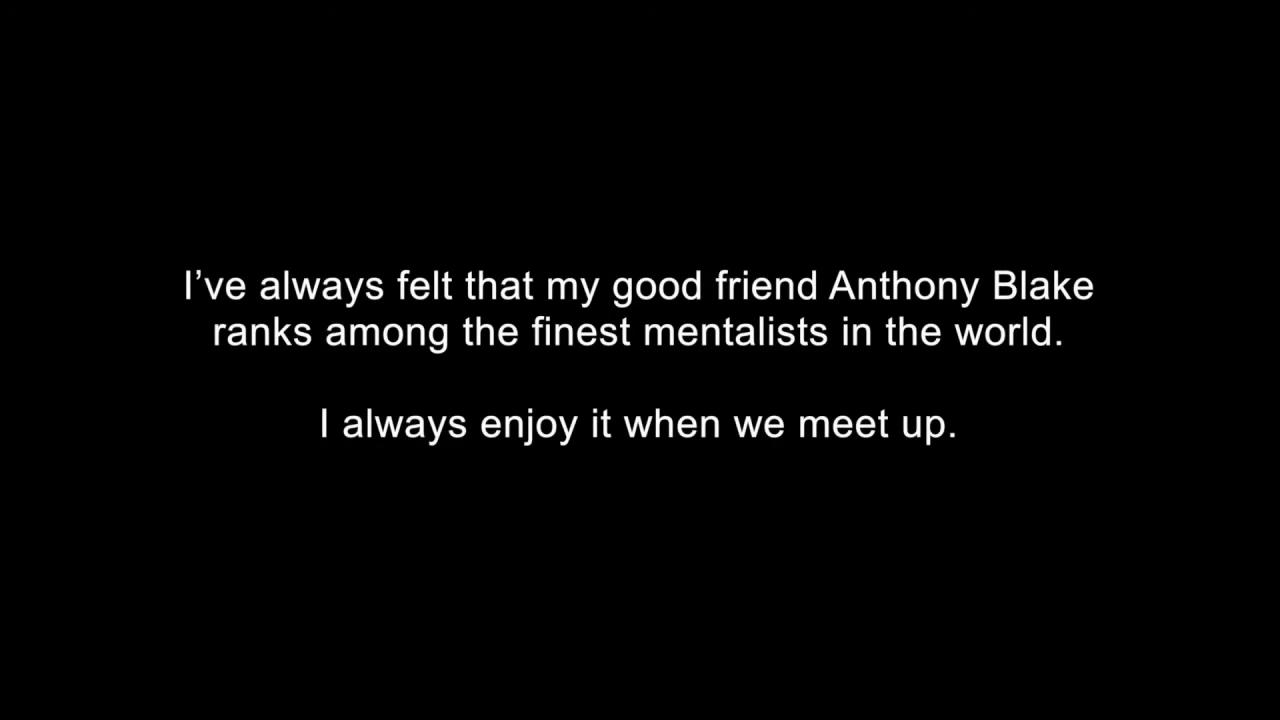 I’ve always felt that my good friend Anthony Blake
ranks among the finest mentalists in the world.
I always enjoy it when we meet up.